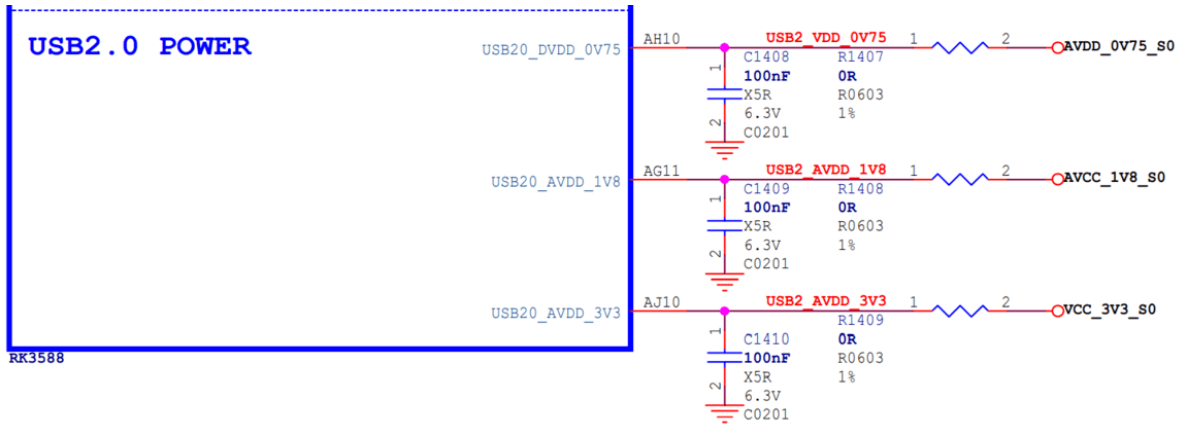 USB2.0 POWER
USB20_DVDD_0V75 AH10 USB2_VDD_0V75 1 2 AVDD_0V75_S0
1 C1408 R1407
100nF 0R
X5R R0603
2 6.3V 1%
C0201
USB20_AVDD_1V8 AG11 USB2_AVDD_1V8 1 2 AVCC_1V8_S0
1 C1409 R1408
100nF 0R
X5R R0603
2 6.3V 1%
C0201
USB20_AVDD_3V3 AJ10 USB2_AVDD_3V3 1 2 VCC_3V3_S0
R1409
1 C1410 0R
100nF R0603
X5R 1%
2 6.3V
C0201
RK3588